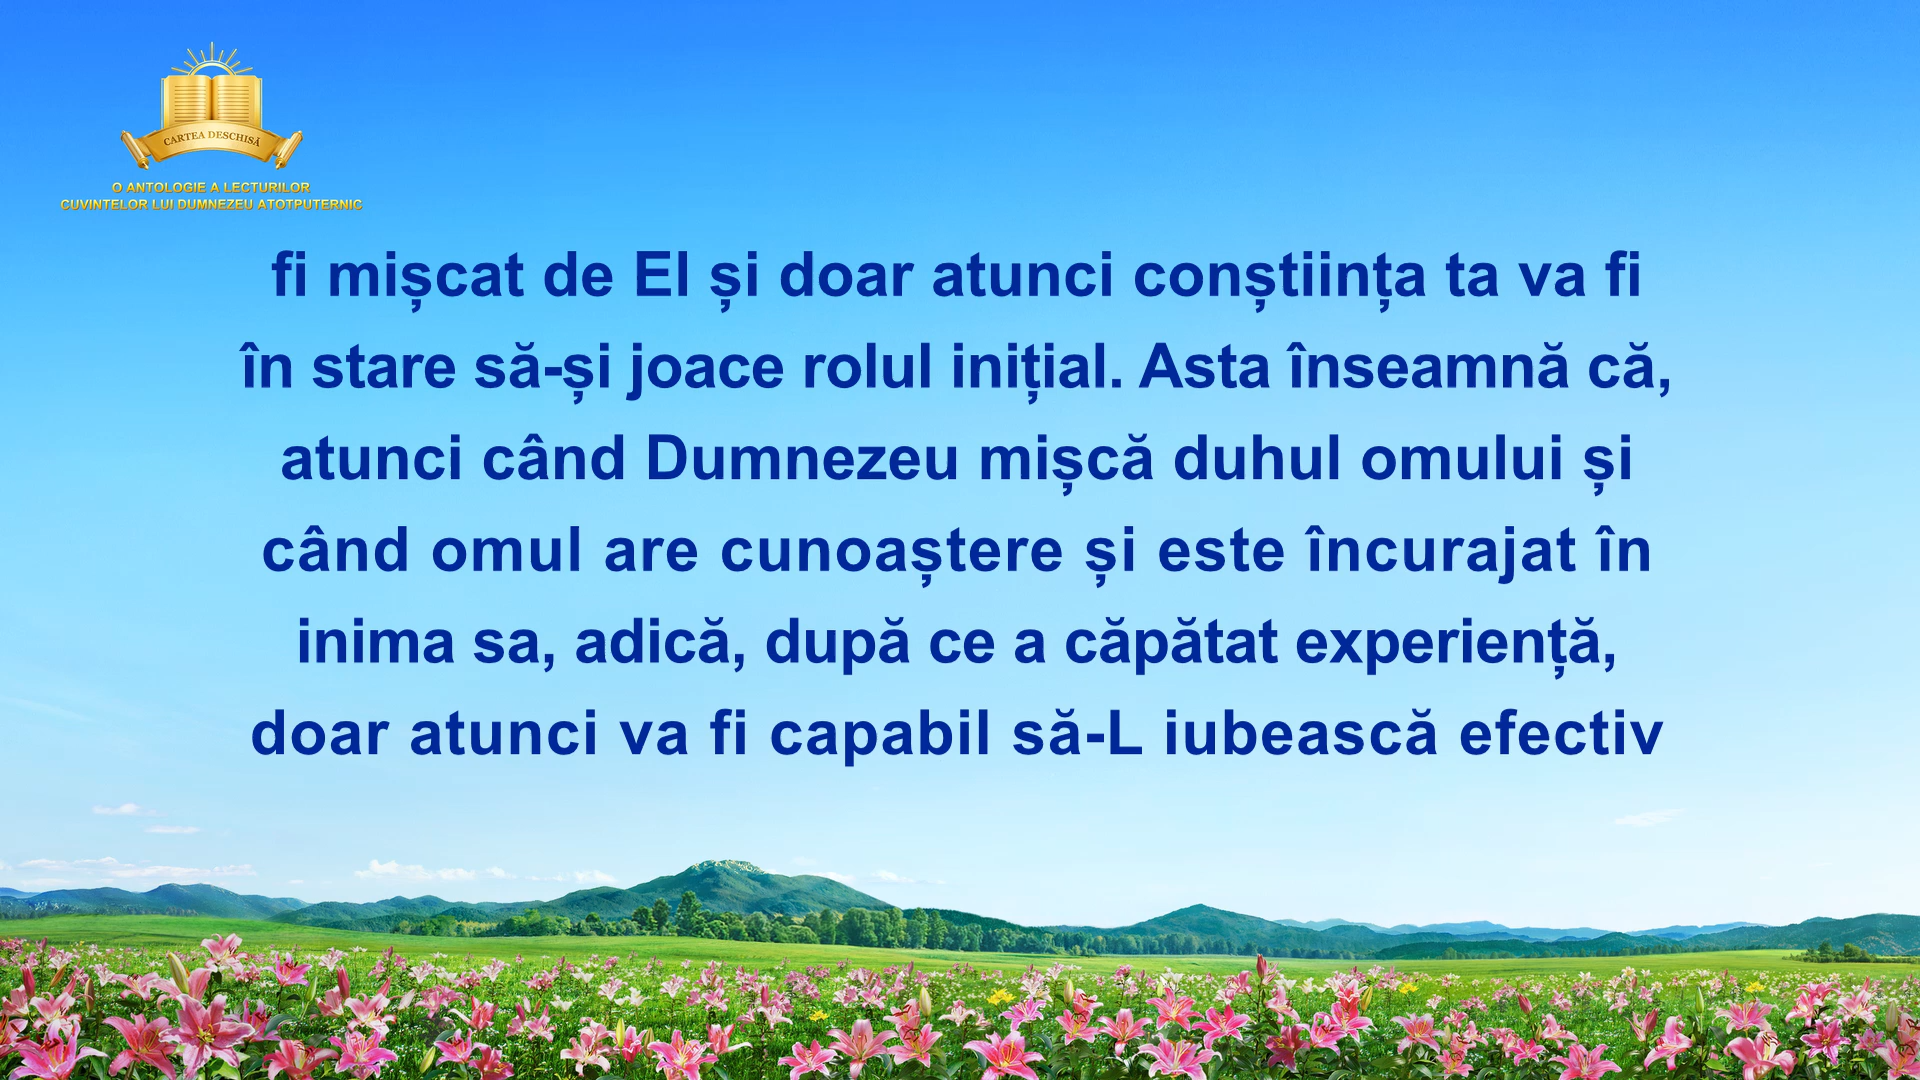 CARTEA DESCHISĂ
O ANTOLOGIE A LECTURILOR
CUVINTELOR LUI DUMNEZEU ATOTPUTERNIC
fi mișcat de El și doar atunci conștiința ta va fi
în stare să-și joace rolul inițial. Asta înseamnă că,
atunci când Dumnezeu mișcă duhul omului și
când omul are cunoaștere și este încurajat în
inima sa, adică, după ce a căpătat experiență,
doar atunci va fi capabil să-L iubească efectiv